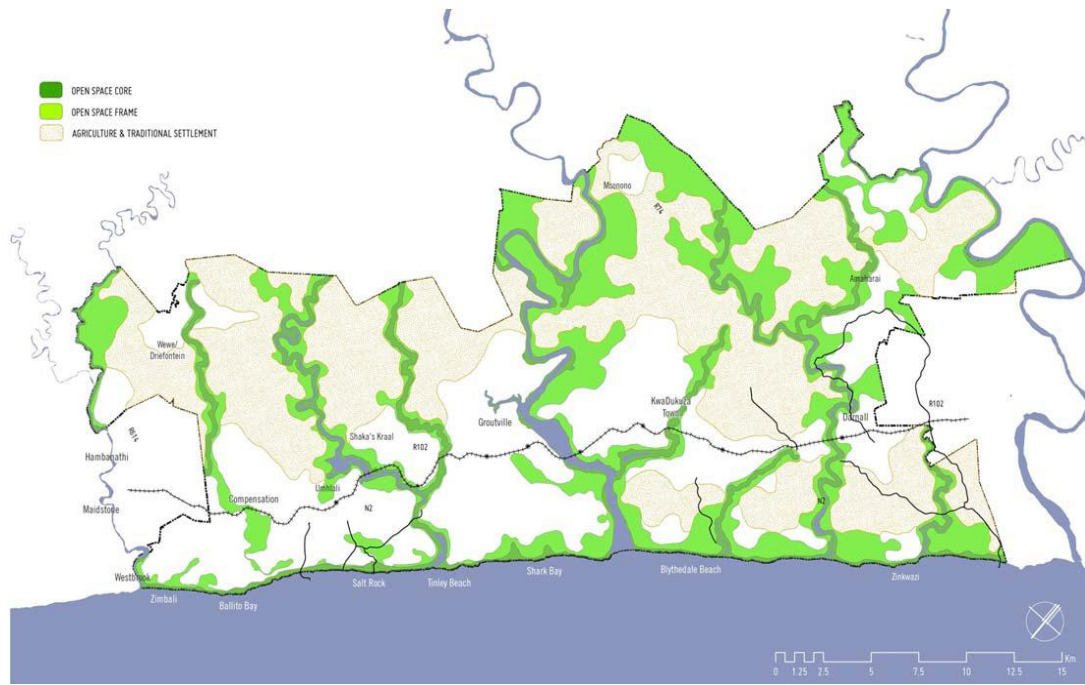 OPEN SPACE CORE
OPEN SPACE FRAME
AGRICULTURE & TRADITIONAL SETTLEMENT
Msunono
R74
Amaharai
Wewe/
Driefontein
KwaDukuza
Town
R102
Groutville
Darnall
R614
Shaka's Kraal
R102
Hambanathi
Umhlali
Compensation
Maidstone
N2
N2
Westbrook
Zimbali
Ballito Bay
Salt Rock
Tinley Beach
Shark Bay
Blythedale Beach
Zinkwazi
Km
0 1.25 2.5 5 7.5 10 12.5 15